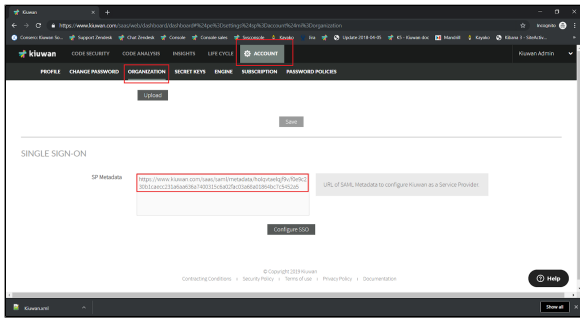 Kiuwan
https://www.kiuwan.com/saas/web/dashboard/dashboard#
Incognito
Support Zendesk
Chat Zendesk
Console
Console sales
Kayako
Update 2018-04-05
KS - Kiuwan doc
Kayako
kiuwan
CODE SECURITY
CODE ANALYSIS
INSIGHTS
LIFE CYCLE
ACCOUNT
Kiuwan Admin
PROFILE
CHANGE PASSWORD
ORGANIZATION
SECRET KEYS
ENGINE
SUBSCRIPTION
PASSWORD POLICIES
Upload
Save
SINGLE SIGN-ON
SP Metadata
https://www.kiuwan.com/saas/saml/metadata/
URL of SAML Metadata to configure Kiuwan as a Service Provider.
Configure SSO
© Copyright 2019 Kiuwan
Contracting Conditions
Security Policy
Terms of use
Privacy Policy
Documentation
Help
Kiuwan.xml
Show all